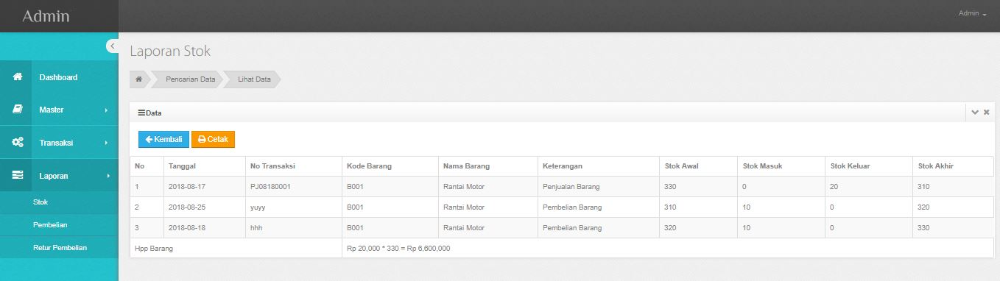 Admin
Admin
Laporan Stok
Pencarian Data Lihat Data
Dashboard
Master
Transaksi
Laporan
Stok
Pembelian
Retur Pembelian
Data
Kembali Cetak
No Tanggal No Transaksi Kode Barang Nama Barang Keterangan Stok Awal Stok Masuk Stok Keluar Stok Akhir
1 2018-08-17 PJ08180001 B001 Rantai Motor Penjualan Barang 330 0 20 310
2 2018-08-25 yuyy B001 Rantai Motor Pembelian Barang 310 10 0 320
3 2018-08-18 hhh B001 Rantai Motor Pembelian Barang 320 10 0 330
Hpp Barang Rp 20,000 * 330 = Rp 6,600,000